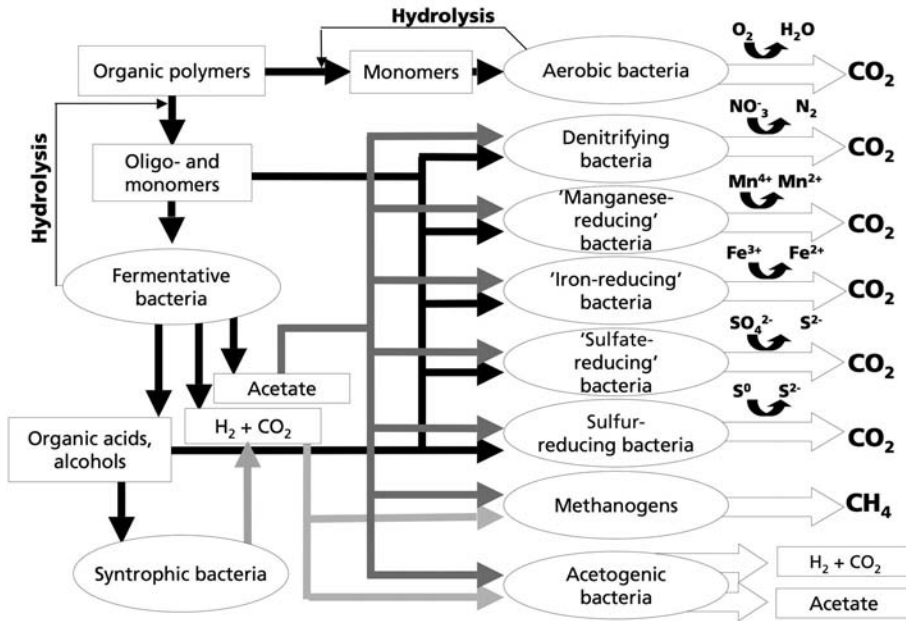 Hydrolysis
Organic polymers
Monomers
Aerobic bacteria
O₂ H₂O
CO₂
Hydrolysis
Oligo- and
monomers
Denitrifying
bacteria
NO⁻₃ N₂
CO₂
'Manganese-
reducing'
bacteria
Mn⁴⁺ Mn²⁺
CO₂
Fermentative
bacteria
'Iron-reducing'
bacteria
Fe³⁺ Fe²⁺
CO₂
'Sulfate-
reducing'
bacteria
SO₄²⁻ S²⁻
CO₂
Acetate
H₂ + CO₂
Organic acids,
alcohols
Sulfur-
reducing bacteria
S⁰ S²⁻
CO₂
Methanogens
CH₄
Syntrophic bacteria
Acetogenic
bacteria
H₂ + CO₂
Acetate